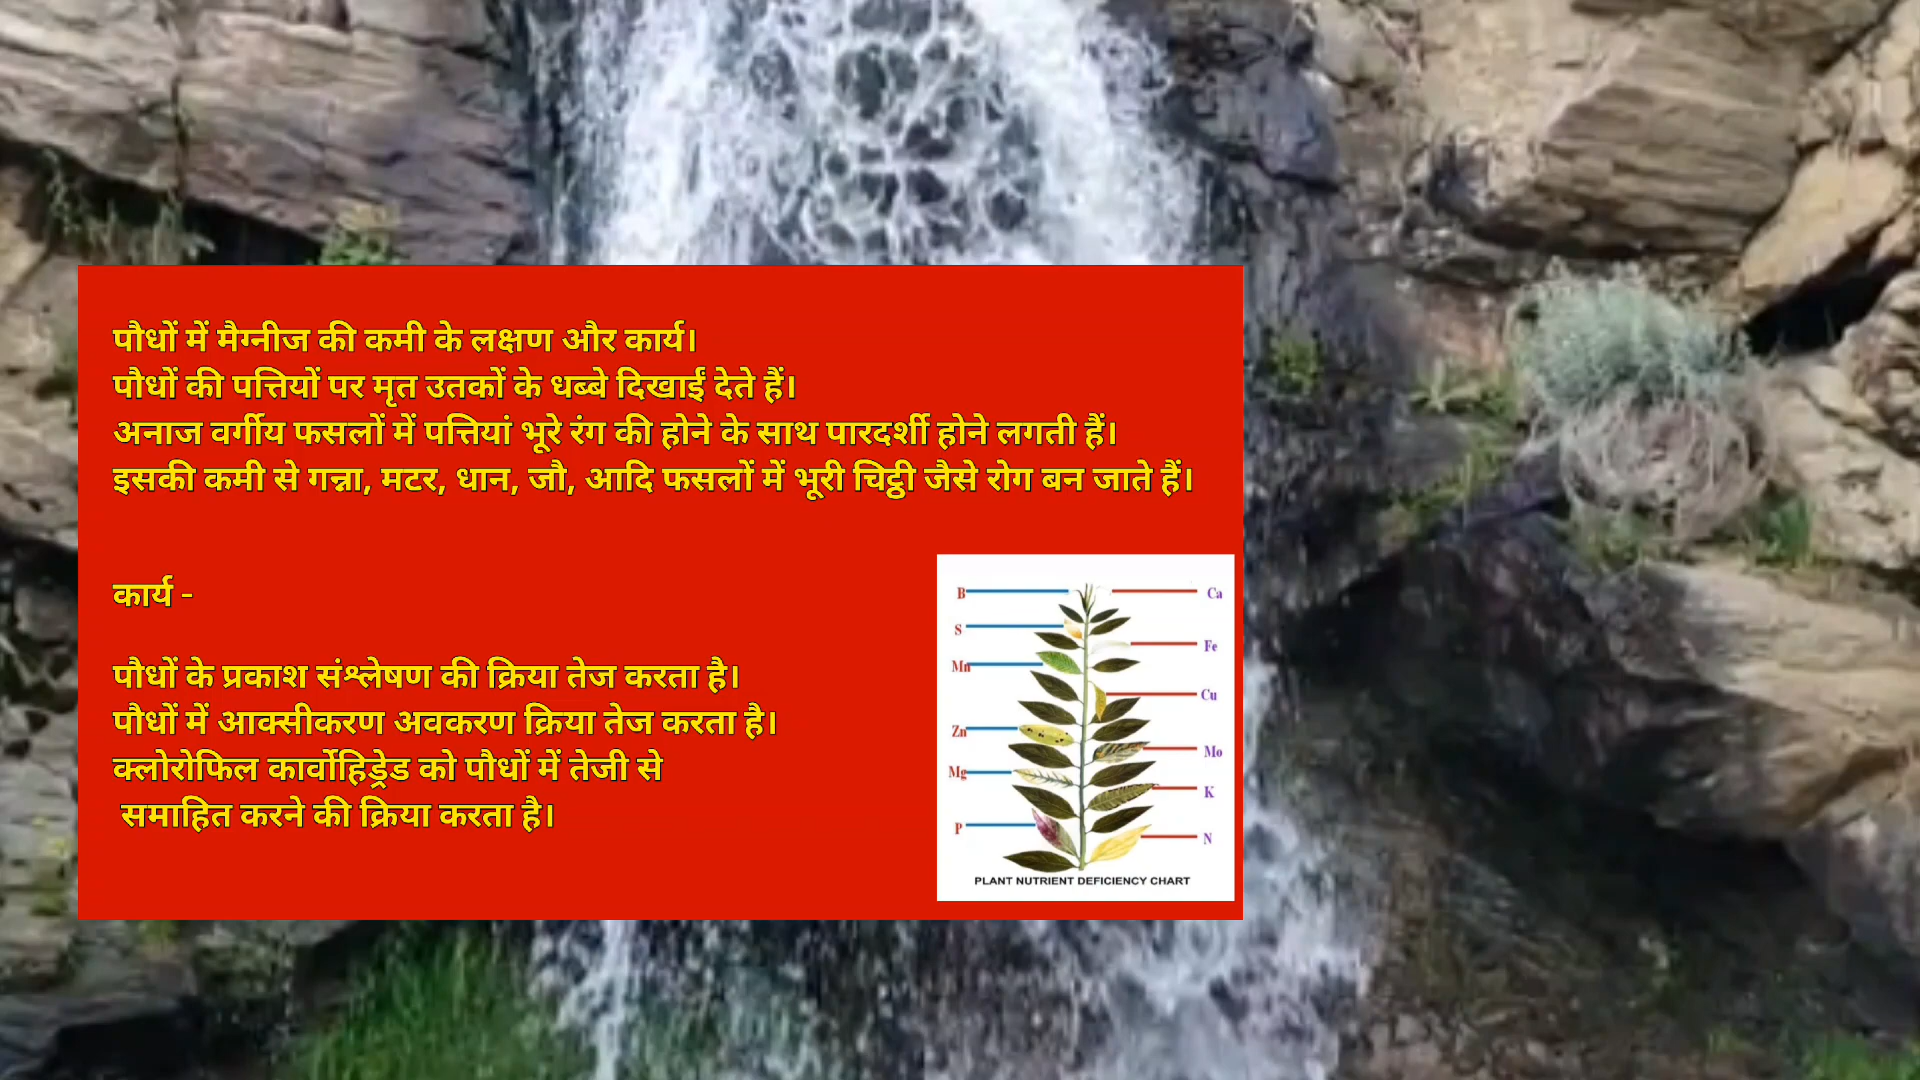 पौधों में मैग्नीज की कमी के लक्षण और कार्य।
पौधों की पत्तियों पर मृत उतकों के धब्बे दिखाईं देते हैं।
अनाज वर्गीय फसलों में पत्तियां भूरे रंग की होने के साथ पारदर्शी होने लगती हैं।
इसकी कमी से गन्ना, मटर, धान, जौ, आदि फसलों में भूरी चिट्ठी जैसे रोग बन जाते हैं।
कार्य -
पौधों के प्रकाश संश्लेषण की क्रिया तेज करता है।
पौधों में आक्सीकरण अवकरण क्रिया तेज करता है।
क्लोरोफिल कार्वोहिड्रेड को पौधों में तेजी से
समाहित करने की क्रिया करता है।
B Ca
S Fe
Mn Cu
Zn Mo
Mg K
P N
PLANT NUTRIENT DEFICIENCY CHART